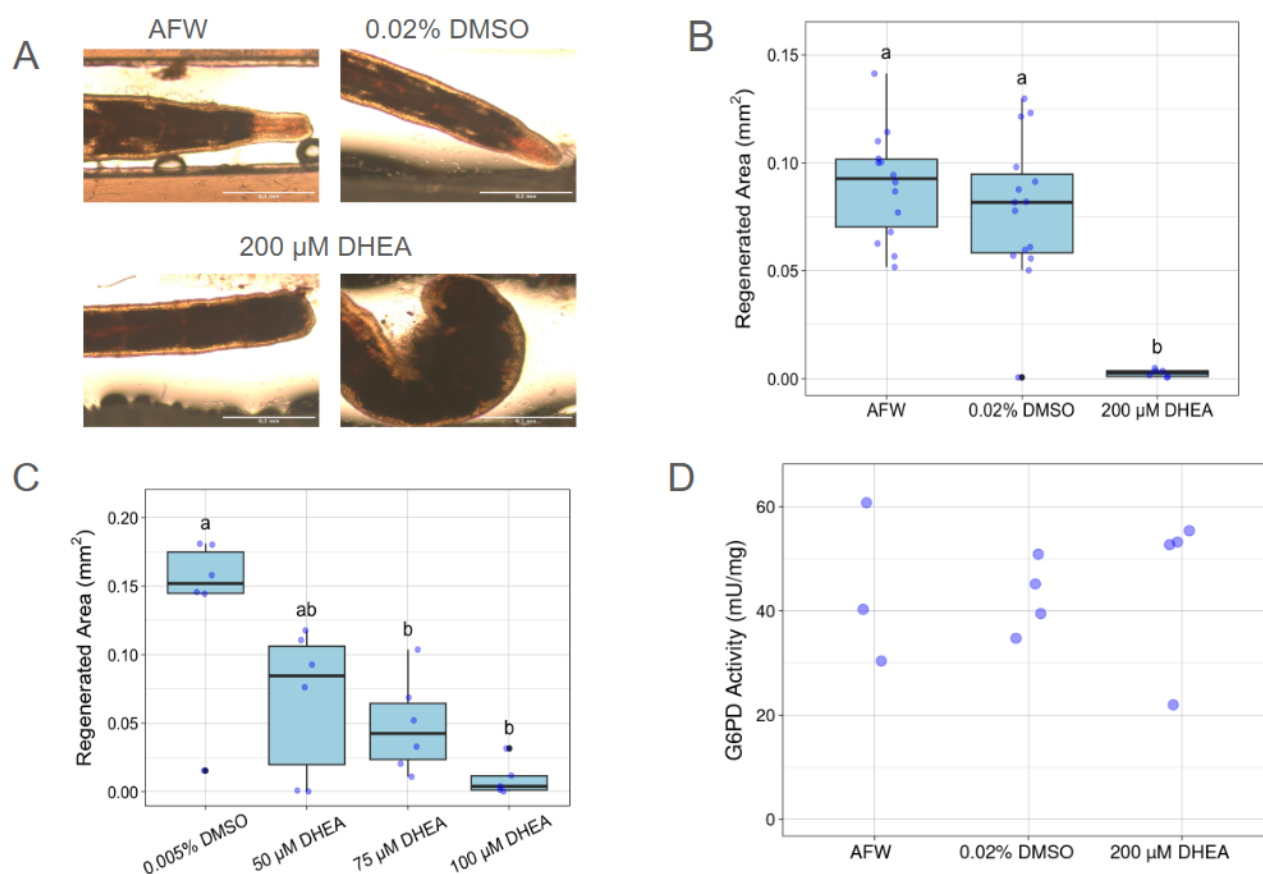 A
AFW
0.02% DMSO
200 µM DHEA
B
Regenerated Area (mm²)
0.15
0.10
0.05
0.00
a
a
b
AFW
0.02% DMSO
200 µM DHEA
C
Regenerated Area (mm²)
0.20
0.15
0.10
0.05
0.00
a
ab
b
b
0.005% DMSO
50 µM DHEA
75 µM DHEA
100 µM DHEA
D
G6PD Activity (mU/mg)
60
40
20
0
AFW
0.02% DMSO
200 µM DHEA